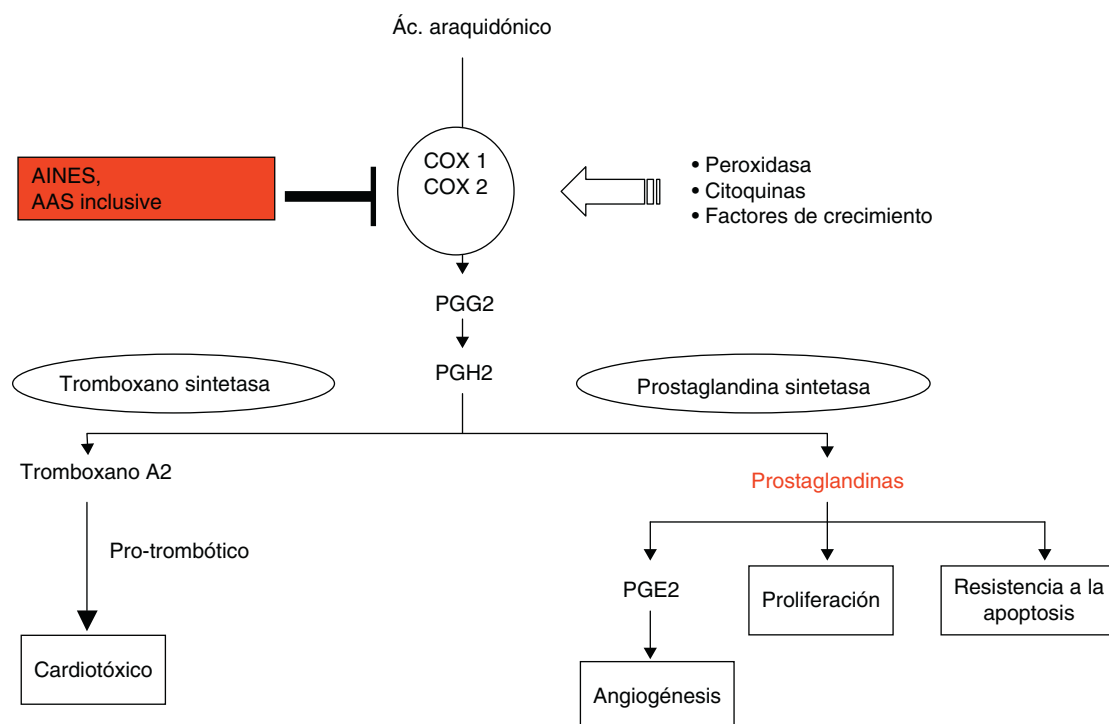 Ác. araquidónico
AINES,
AAS inclusive
COX 1
COX 2
• Peroxidasa
• Citoquinas
• Factores de crecimiento
PGG2
PGH2
Tromboxano sintetasa
Prostaglandina sintetasa
Tromboxano A2
Prostaglandinas
Pro-trombótico
PGE2
Proliferación
Resistencia a la
apoptosis
Cardiotóxico
Angiogénesis